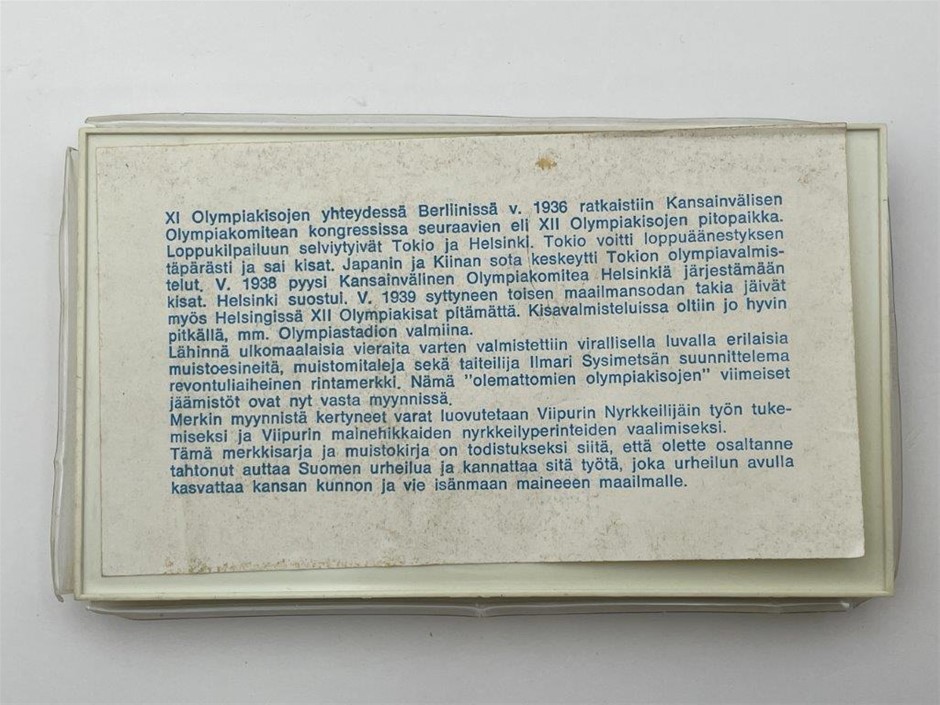 XI Olympiakisojen yhteydessä Berliinissä v. 1936 ratkaistiin Kansainvälisen
Olympiakomitean kongressissa seuraavien eli XII Olympiakisojen pitopaikka.
Loppukilpailuun selviytyivät Tokio ja Helsinki. Tokio voitti loppuäänestyksen
täpärästi ja sai kisat. Japanin ja Kiinan sota keskeytti Tokion olympiavalmis-
telut. V. 1938 pyysi Kansainvälinen Olympiakomitea Helsinkiä järjestämään
kisat. Helsinki suostui. V. 1939 syttyneen toisen maailmansodan takia jäivät
myös Helsingissä XII Olympiakisat pitämättä. Kisavalmisteluissa oltiin jo hyvin
pitkällä, mm. Olympiastadion valmiina.
Lähinnä ulkomaalaisia vieraita varten valmistettiin virallisella luvalla erilaisia
muistoesineitä, muistomitaleja sekä taiteilija Ilmari Sysimetsän suunnittelema
revontuliaiheinen rintamerkki. Nämä "olemattomien olympiakisojen" viimeiset
jäämistöt ovat nyt vasta myynnissä.
Merkin myynnistä kertyneet varat luovutetaan Viipurin Nyrkkeilijäin työn tuke-
miseksi ja Viipurin mainehikkaiden nyrkkeilyperinteiden vaalimiseksi.
Tämä merkkisarja ja muistokirja on todistukseksi siitä, että olette osaltanne
tahtonut auttaa Suomen urheilua ja kannattaa sitä työtä, joka urheilun avulla
kasvattaa kansan kunnon ja vie isänmaan maineeen maailmalle.